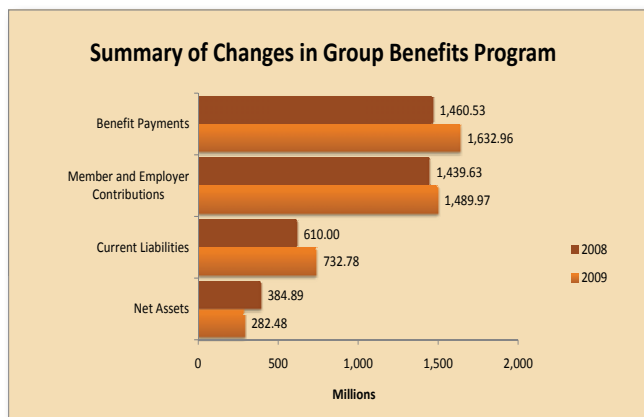 Summary of Changes in Group Benefits Program
Benefit Payments
1,460.53
1,632.96
Member and Employer
Contributions
1,439.63
1,489.97
Current Liabilities
610.00
732.78
Net Assets
384.89
282.48
2008
2009
0 500 1,000 1,500 2,000
Millions